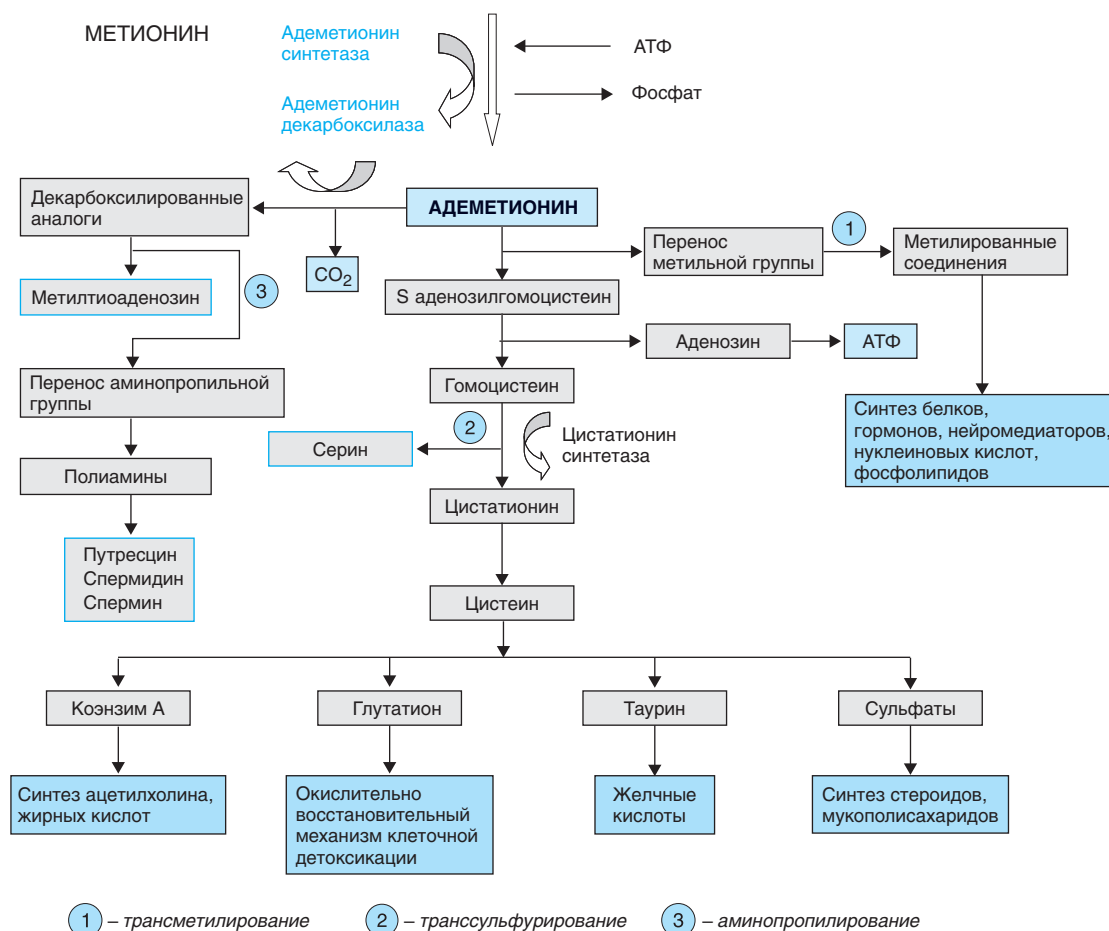 МЕТИОНИН
Адеметионин
синтетаза
АТФ
Фосфат
Адеметионин
декарбоксилаза
Декарбоксилированные
аналоги
АДЕМЕТИОНИН
1
Перенос
метильной группы
Метилированные
соединения
CO2
3
Метилтиоаденозин
S аденозилгомоцистеин
Аденозин
АТФ
Перенос аминопропильной
группы
Гомоцистеин
Синтез белков,
гормонов, нейромедиаторов,
нуклеиновых кислот,
фосфолипидов
2
Серин
Цистатионин
синтетаза
Полиамины
Цистатионин
Путресцин
Спермидин
Спермин
Цистеин
Коэнзим А
Глутатион
Таурин
Сульфаты
Синтез ацетилхолина,
жирных кислот
Окислительно
восстановительный
механизм клеточной
детоксикации
Желчные
кислоты
Синтез стероидов,
мукополисахаридов
1 – трансметилирование 2 – транссульфурирование 3 – аминопропилирование